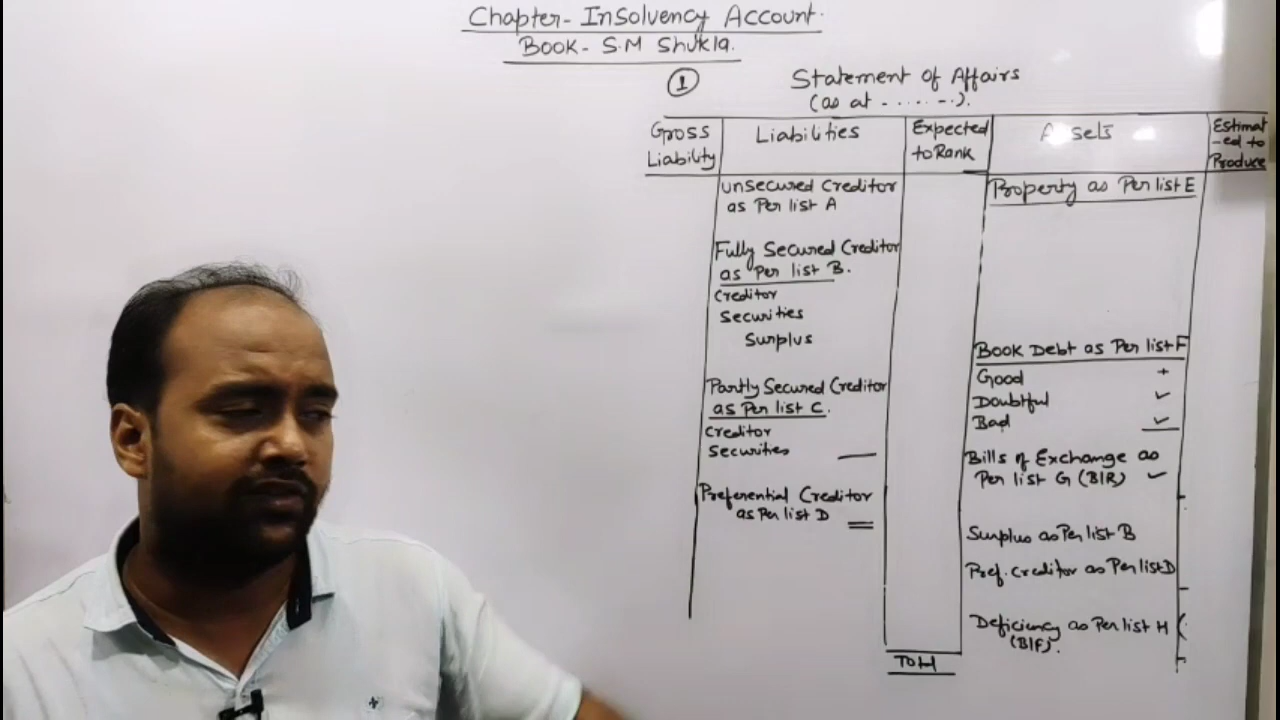 Chapter- Insolvency Account.
Book- S.M Shukla.
1
Statement of Affairs
(as at .......).
Gross
Liability
Liabilities
Expected
to Rank
Assets
Estimat
-ed to
Produce
Unsecured Creditor
as Per list A
Fully Secured Creditor
as Per list B.
Creditor
Securities
Surplus
Partly Secured Creditor
as Per list C.
Creditor
Securities
Preferential Creditor
as Per list D
Total
Property as Per list E
Book Debt as Per list F
Good +
Doubtful ✓
Bad ✓
Bills of Exchange as
Per list G (B/R) ✓
Surplus as Per list B
Pref. Creditor as Per list D
Deficiency as Per list H
(B/F).